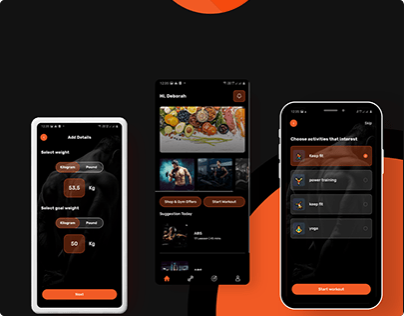 Add Details
Select weight
Kilogram Pound
53.5 Kg
Select goal weight
Kilogram Pound
50 Kg
Next
Hi, Deborah
Shop & Gym Offers
Start Workout
Suggestion Today
ABS
Skip
Choose activities that interest
keep fit
power training
keep fit
yoga
Start workout